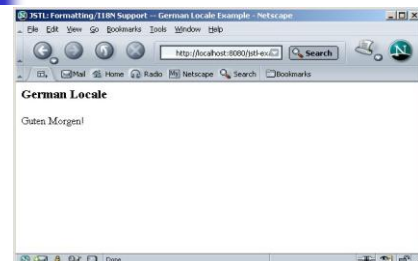 JSTL: Formatting/I18N Support -- German Locale Example - Netscape
File Edit View Go Bookmarks Tools Window Help
http://localhost:8080/jstl-ex Search
Mail Home Radio Netscape Search Bookmarks
German Locale
Guten Morgen!
Done